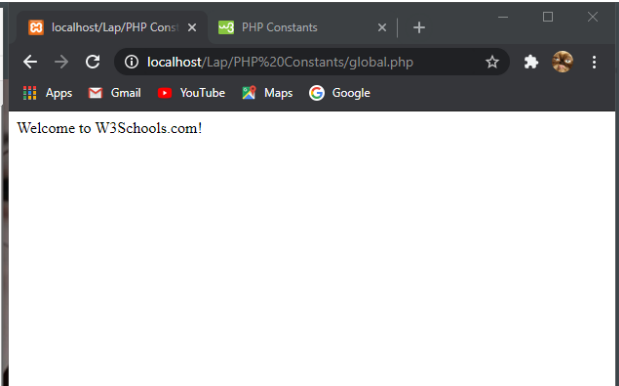 localhost/Lap/PHP Cons
PHP Constants
localhost/Lap/PHP%20Constants/global.php
Apps
Gmail
YouTube
Maps
Google
Welcome to W3Schools.com!